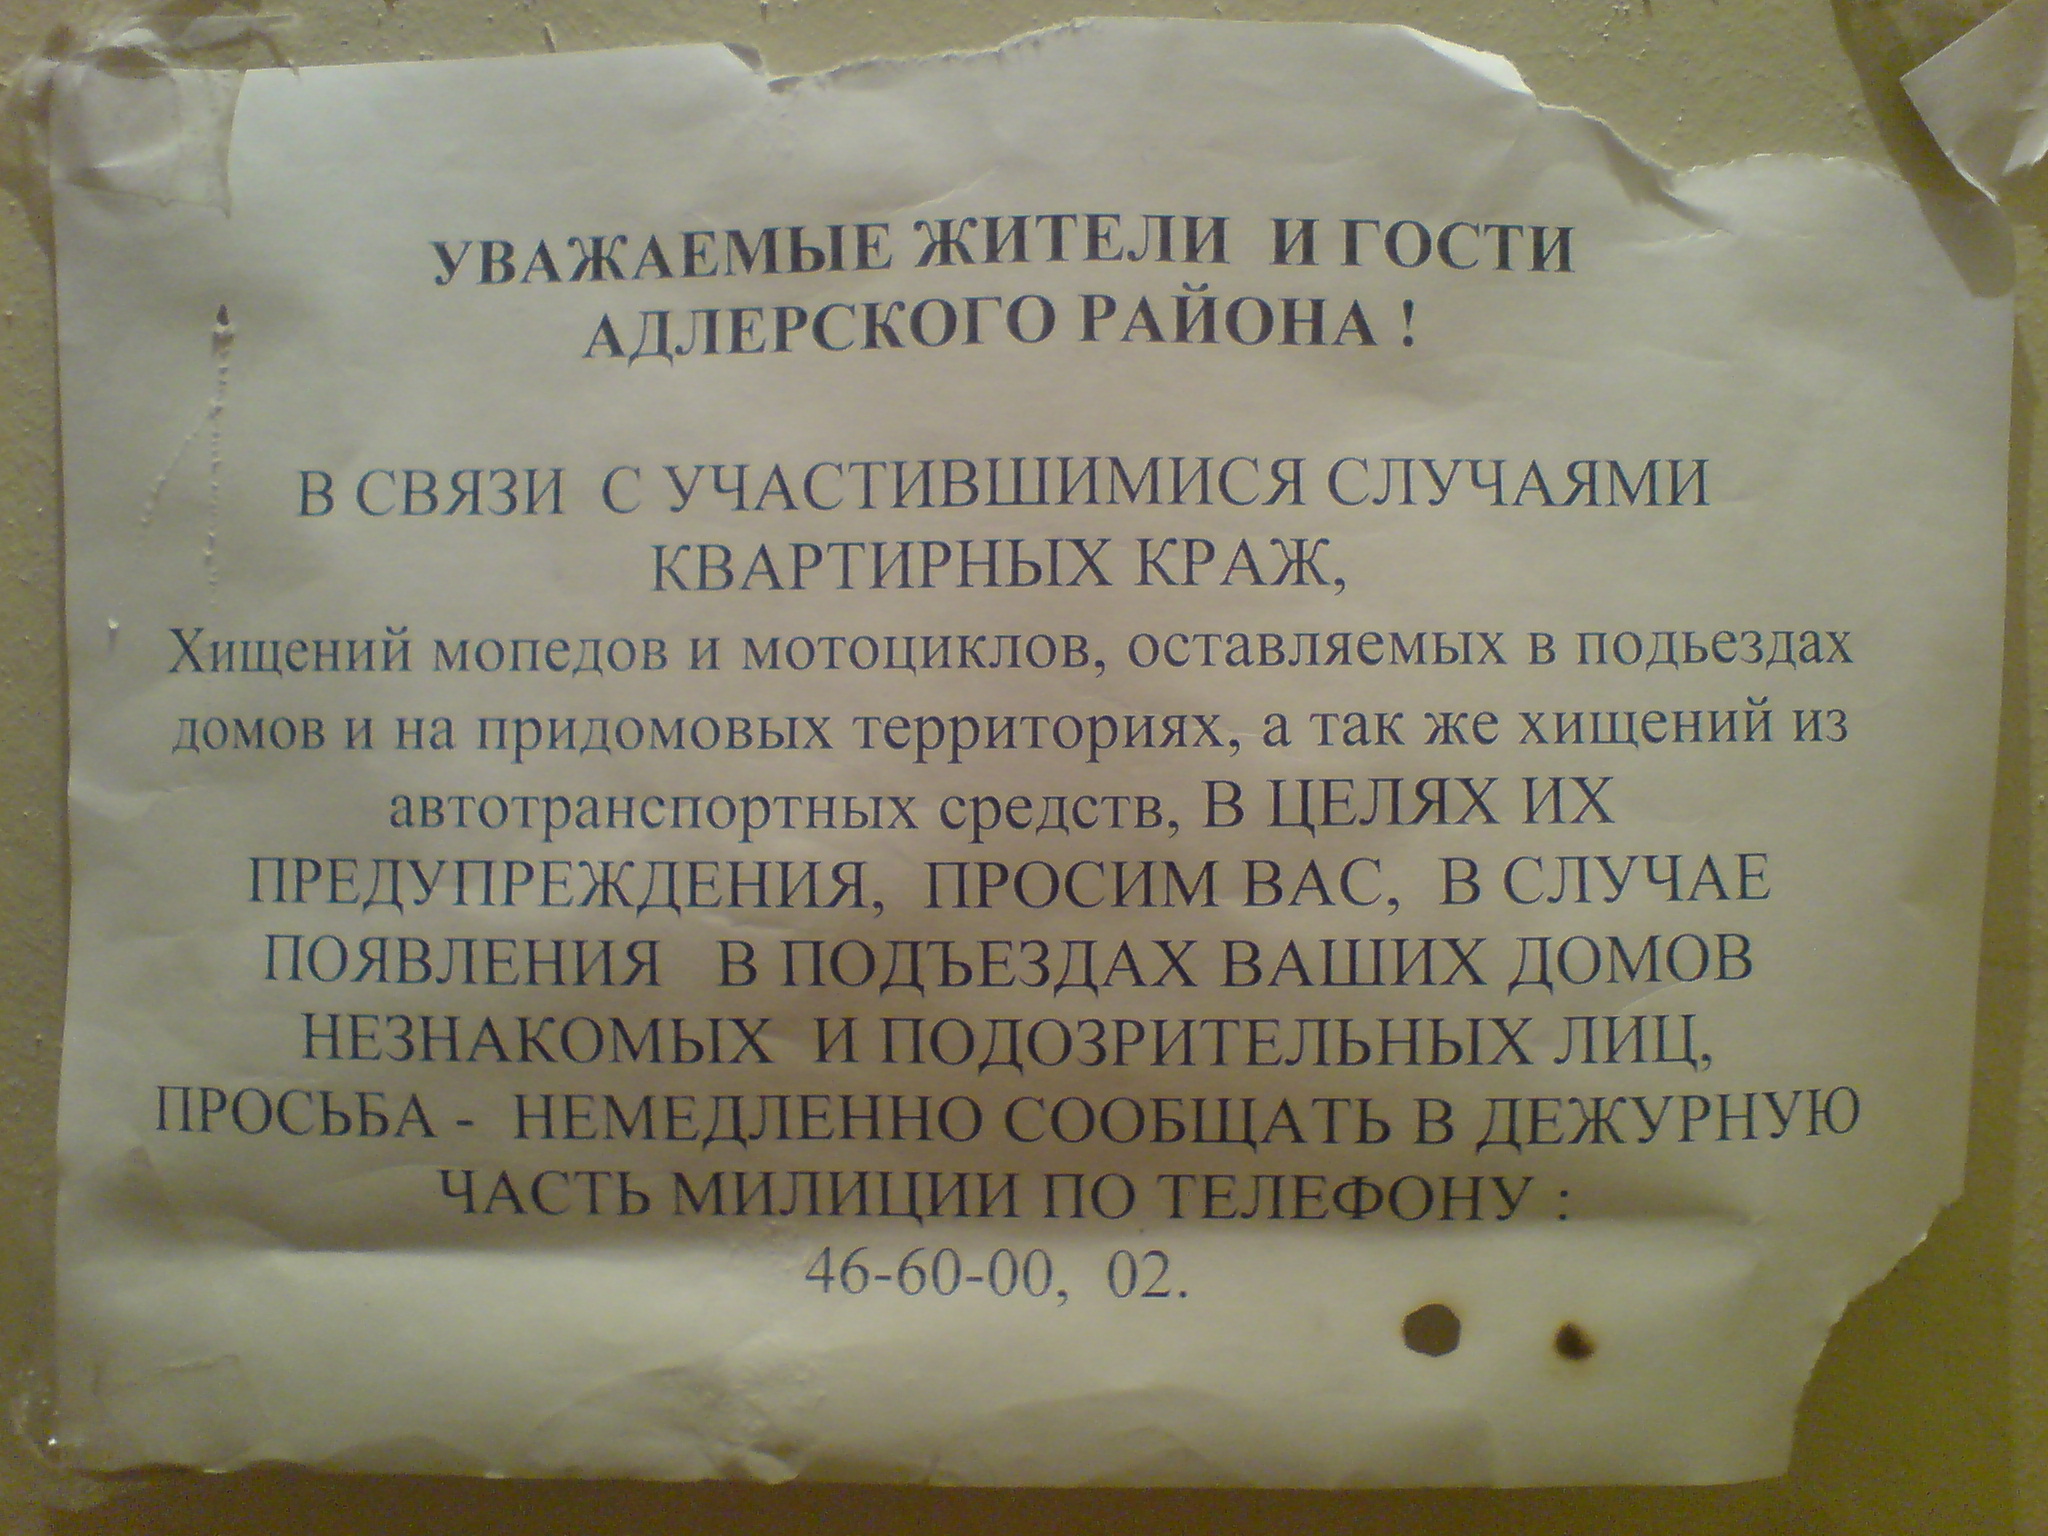 УВАЖАЕМЫЕ ЖИТЕЛИ И ГОСТИ
АДЛЕРСКОГО РАЙОНА !
В СВЯЗИ С УЧАСТИВШИМИСЯ СЛУЧАЯМИ
КВАРТИРНЫХ КРАЖ,
Хищений мопедов и мотоциклов, оставляемых в подьездах
домов и на придомовых территориях, а так же хищений из
автотранспортных средств, В ЦЕЛЯХ ИХ
ПРЕДУПРЕЖДЕНИЯ, ПРОСИМ ВАС, В СЛУЧАЕ
ПОЯВЛЕНИЯ В ПОДЪЕЗДАХ ВАШИХ ДОМОВ
НЕЗНАКОМЫХ И ПОДОЗРИТЕЛЬНЫХ ЛИЦ,
ПРОСЬБА - НЕМЕДЛЕННО СООБЩАТЬ В ДЕЖУРНУЮ
ЧАСТЬ МИЛИЦИИ ПО ТЕЛЕФОНУ :
46-60-00, 02.